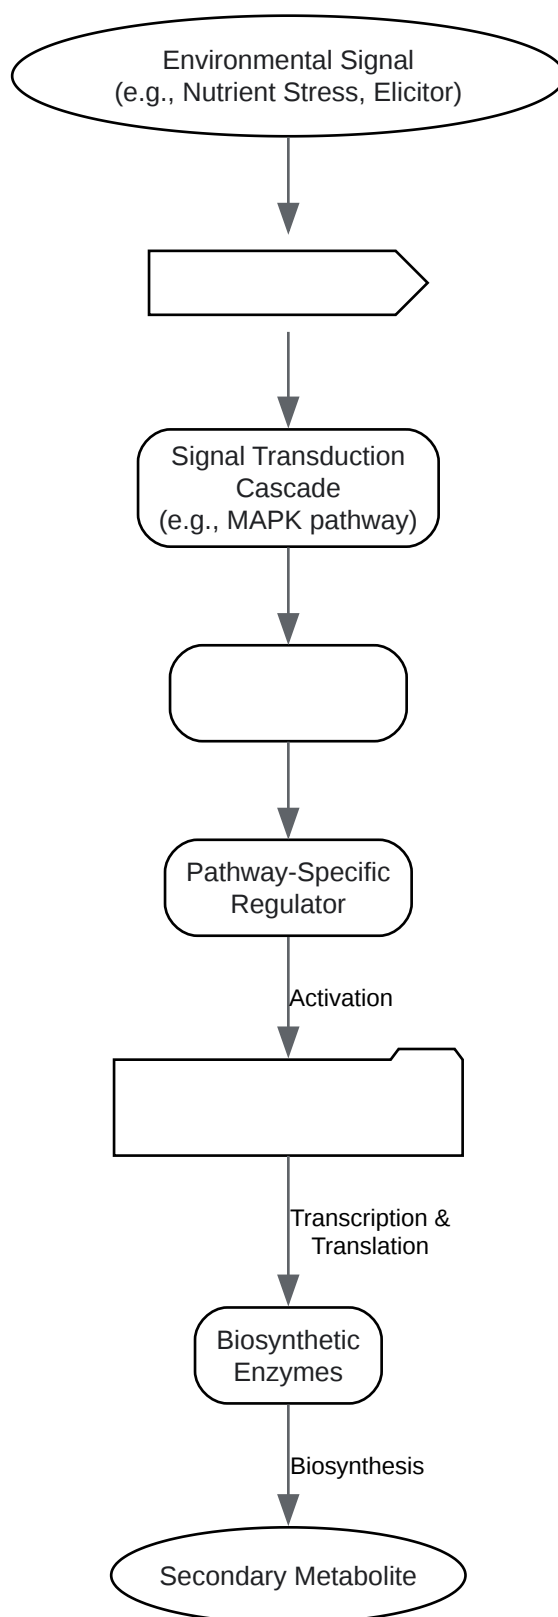 Environmental Signal
(e.g., Nutrient Stress, Elicitor)
Signal Transduction
Cascade
(e.g., MAPK pathway)
Pathway-Specific
Regulator
Activation
Transcription &
Translation
Biosynthetic
Enzymes
Biosynthesis
Secondary Metabolite